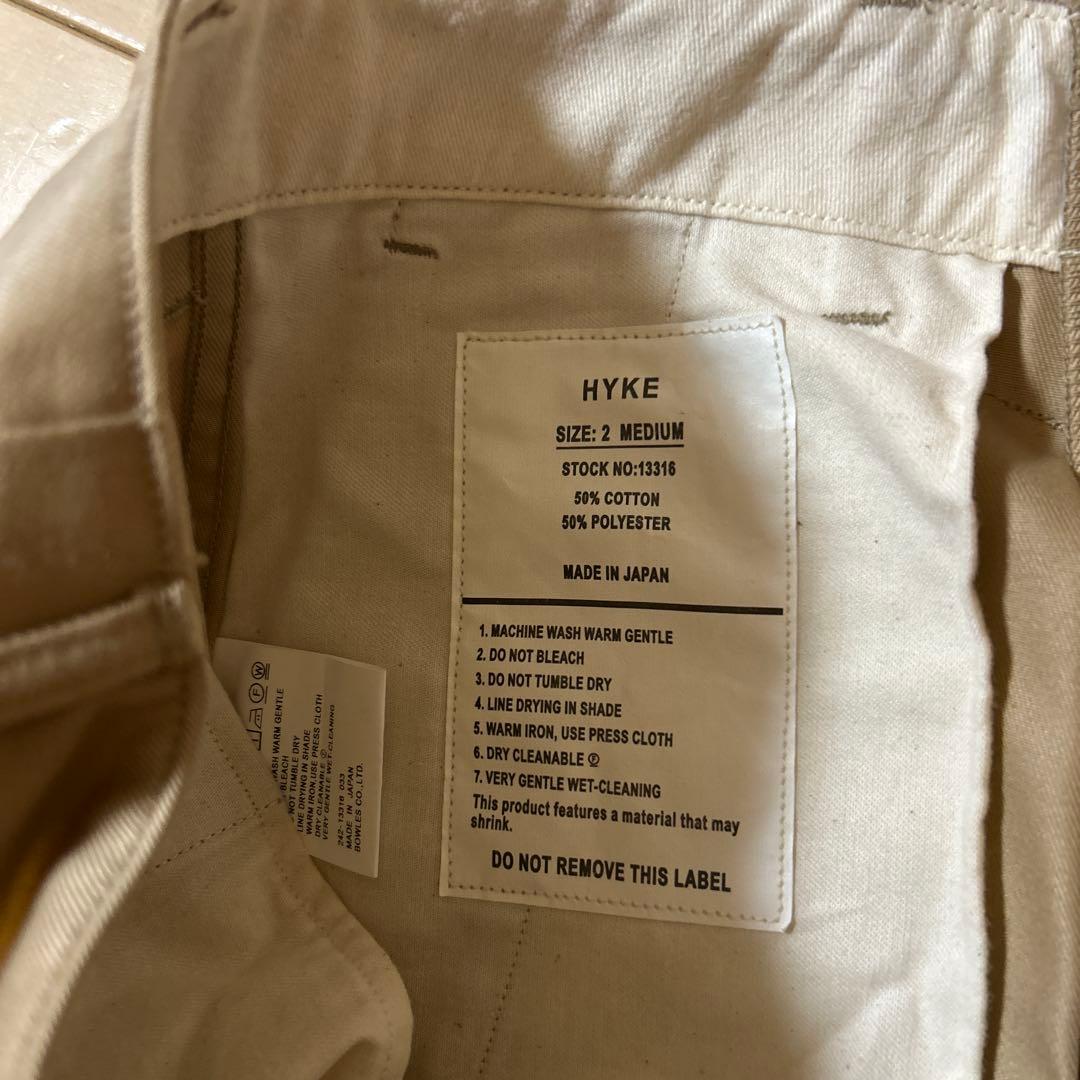 HYKE
SIZE: 2 MEDIUM
STOCK NO:13316
50% COTTON
50% POLYESTER
MADE IN JAPAN
1. MACHINE WASH WARM GENTLE
2. DO NOT BLEACH
3. DO NOT TUMBLE DRY
4. LINE DRYING IN SHADE
5. WARM IRON, USE PRESS CLOTH
6. DRY CLEANABLE Ⓟ
7. VERY GENTLE WET-CLEANING
This product features a material that may
shrink.
DO NOT REMOVE THIS LABEL
Ⓕ Ⓦ
WARM GENTLE
BLEACH
NOT TUMBLE DRY
LINE DRYING IN SHADE
WARM IRON,USE PRESS CLOTH
DRY CLEANABLE Ⓟ
VERY GENTLE WET-CLEANING
242-13316 033
MADE IN JAPAN
BOWLES CO.,LTD.